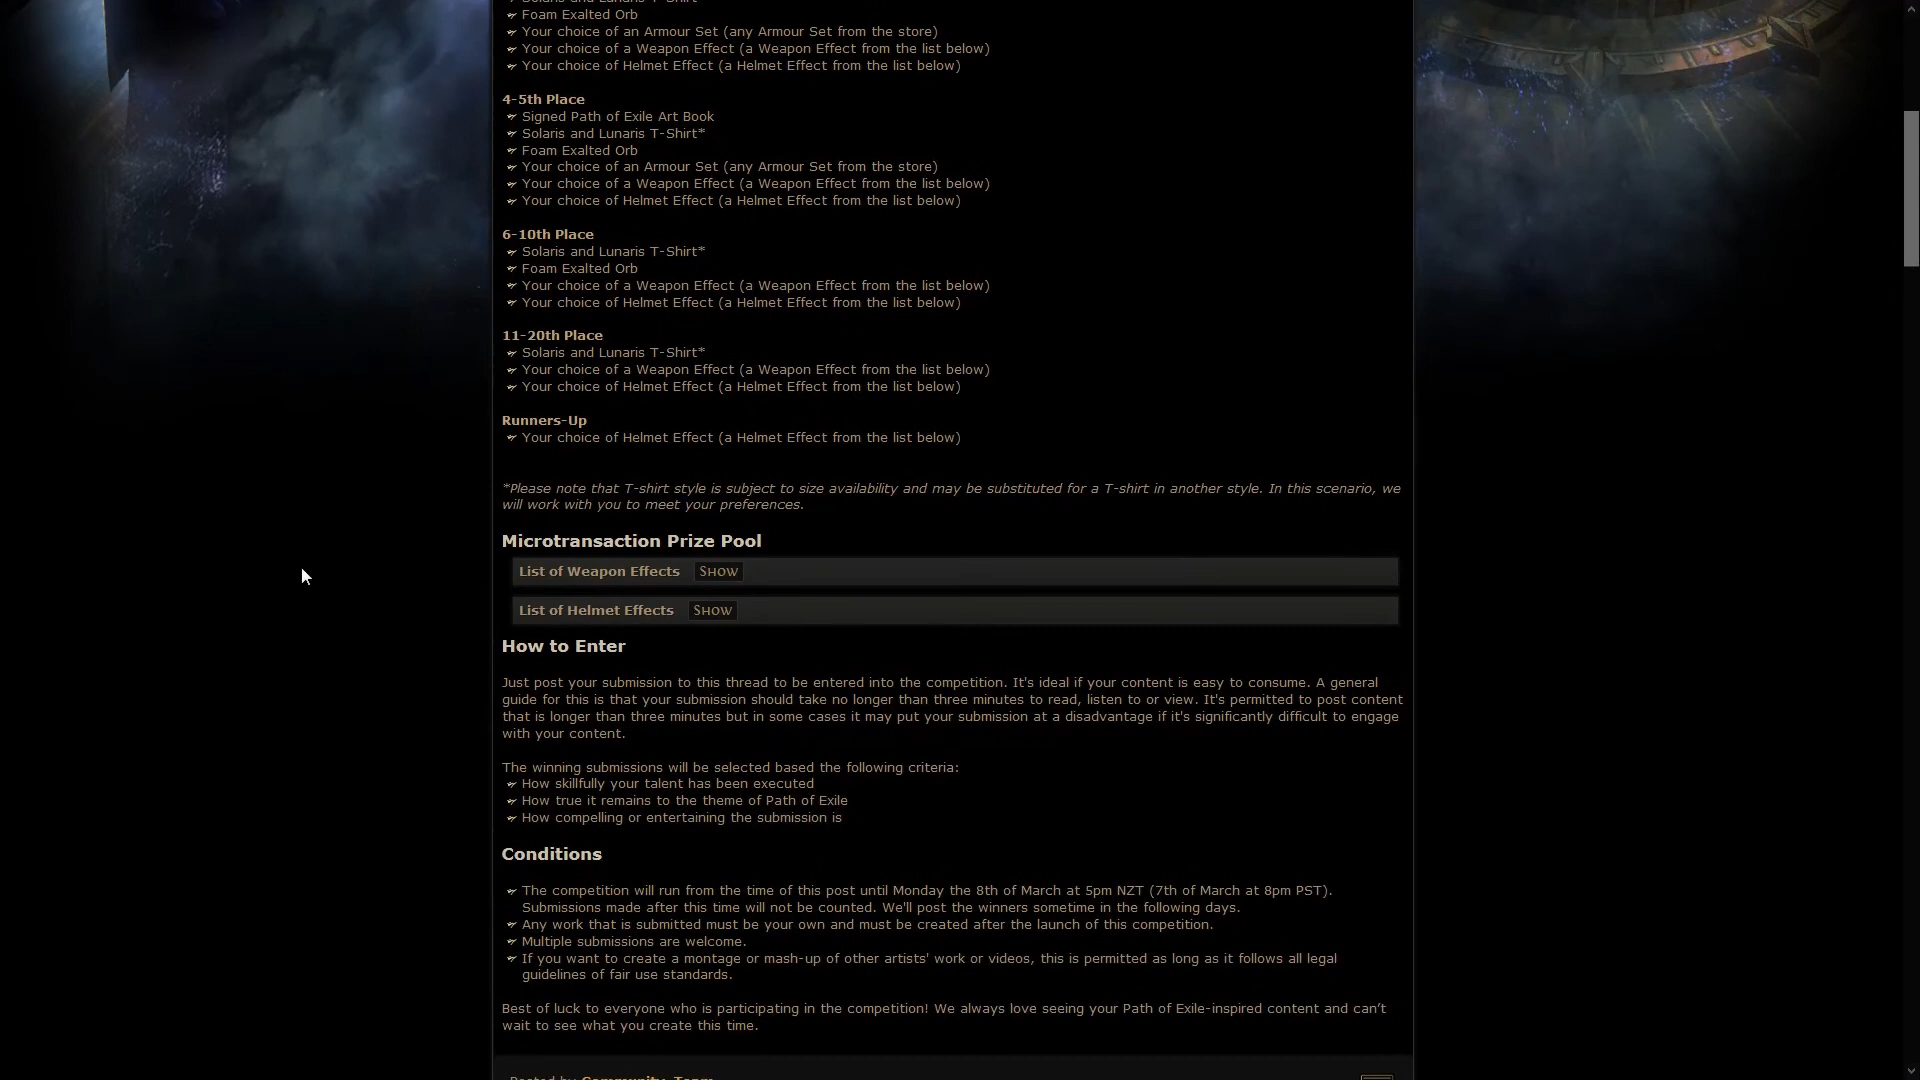 Solaris and Lunaris T-Shirt*
Foam Exalted Orb
Your choice of an Armour Set (any Armour Set from the store)
Your choice of a Weapon Effect (a Weapon Effect from the list below)
Your choice of Helmet Effect (a Helmet Effect from the list below)
4-5th Place
Signed Path of Exile Art Book
Solaris and Lunaris T-Shirt*
Foam Exalted Orb
Your choice of an Armour Set (any Armour Set from the store)
Your choice of a Weapon Effect (a Weapon Effect from the list below)
Your choice of Helmet Effect (a Helmet Effect from the list below)
6-10th Place
Solaris and Lunaris T-Shirt*
Foam Exalted Orb
Your choice of a Weapon Effect (a Weapon Effect from the list below)
Your choice of Helmet Effect (a Helmet Effect from the list below)
11-20th Place
Solaris and Lunaris T-Shirt*
Your choice of a Weapon Effect (a Weapon Effect from the list below)
Your choice of Helmet Effect (a Helmet Effect from the list below)
Runners-Up
Your choice of Helmet Effect (a Helmet Effect from the list below)
*Please note that T-shirt style is subject to size availability and may be substituted for a T-shirt in another style. In this scenario, we
will work with you to meet your preferences.
Microtransaction Prize Pool
List of Weapon Effects Show
List of Helmet Effects Show
How to Enter
Just post your submission to this thread to be entered into the competition. It's ideal if your content is easy to consume. A general
guide for this is that your submission should take no longer than three minutes to read, listen to or view. It's permitted to post content
that is longer than three minutes but in some cases it may put your submission at a disadvantage if it's significantly difficult to engage
with your content.
The winning submissions will be selected based the following criteria:
How skillfully your talent has been executed
How true it remains to the theme of Path of Exile
How compelling or entertaining the submission is
Conditions
The competition will run from the time of this post until Monday the 8th of March at 5pm NZT (7th of March at 8pm PST).
Submissions made after this time will not be counted. We'll post the winners sometime in the following days.
Any work that is submitted must be your own and must be created after the launch of this competition.
Multiple submissions are welcome.
If you want to create a montage or mash-up of other artists' work or videos, this is permitted as long as it follows all legal
guidelines of fair use standards.
Best of luck to everyone who is participating in the competition! We always love seeing your Path of Exile-inspired content and can't
wait to see what you create this time.
Posted by Community_Team